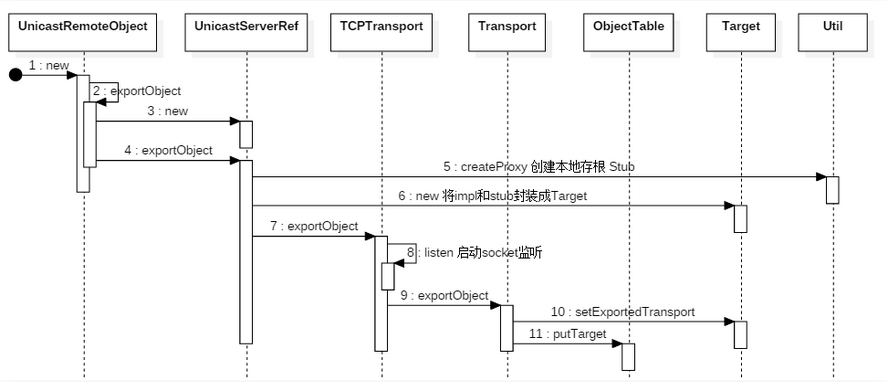 UnicastRemoteObject
UnicastServerRef
TCPTransport
Transport
ObjectTable
Target
Util
1 : new
2 : exportObject
3 : new
4 : exportObject
5 : createProxy 创建本地存根 Stub
6 : new 将impl和stub封装成Target
7 : exportObject
8 : listen 启动socket监听
9 : exportObject
10 : setExportedTransport
11 : putTarget